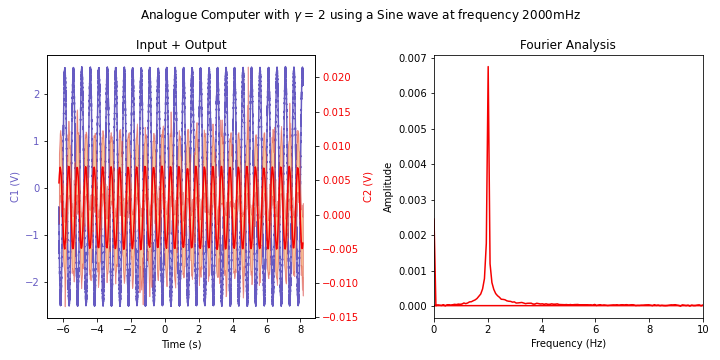 Analogue Computer with γ = 2 using a Sine wave at frequency 2000mHz
Input + Output
Fourier Analysis
C1 (V)
2
1
0
−1
−2
0.020
0.015
0.010
0.005
0.000
−0.005
−0.010
−0.015
C2 (V)
−6 −4 −2 0 2 4 6 8
Time (s)
Amplitude
0.007
0.006
0.005
0.004
0.003
0.002
0.001
0.000
0 2 4 6 8 10
Frequency (Hz)